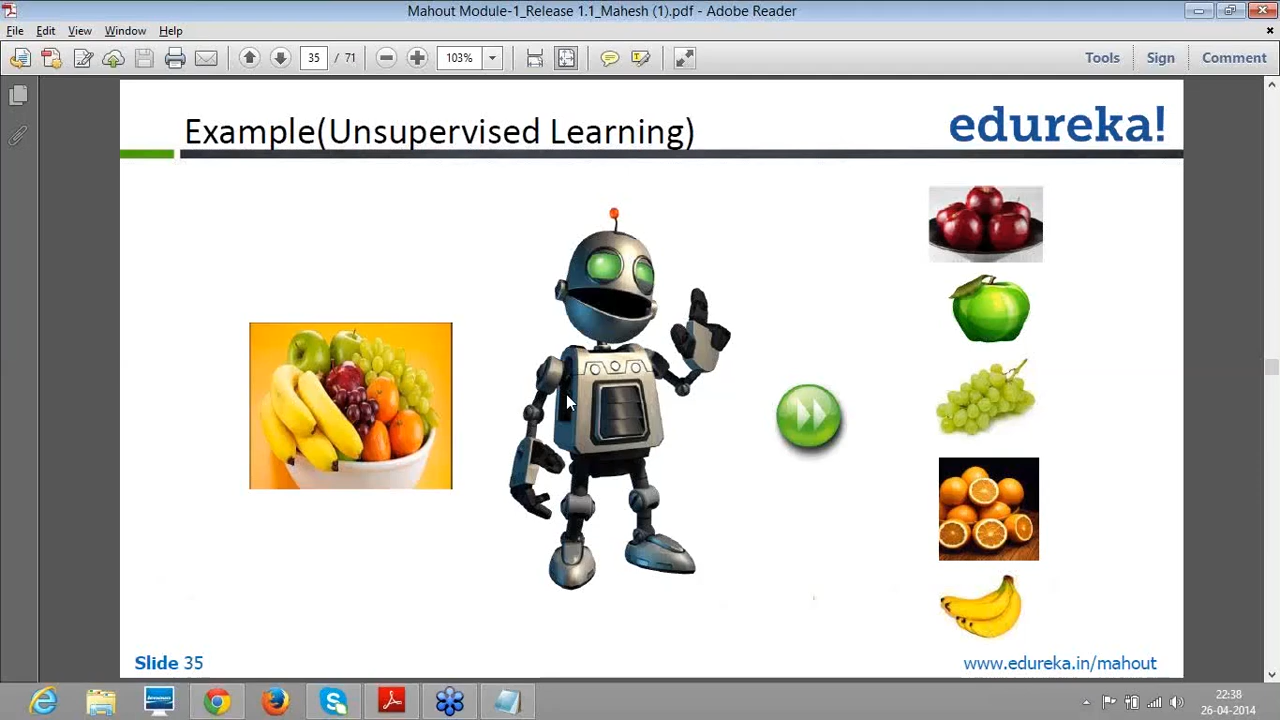 Mahout Module-1_Release 1.1_Mahesh (1).pdf - Adobe Reader
File Edit View Window Help
35 / 71 103% Tools Sign Comment
Example(Unsupervised Learning)
edureka!
Slide 35
www.edureka.in/mahout
22:38
26-04-2014